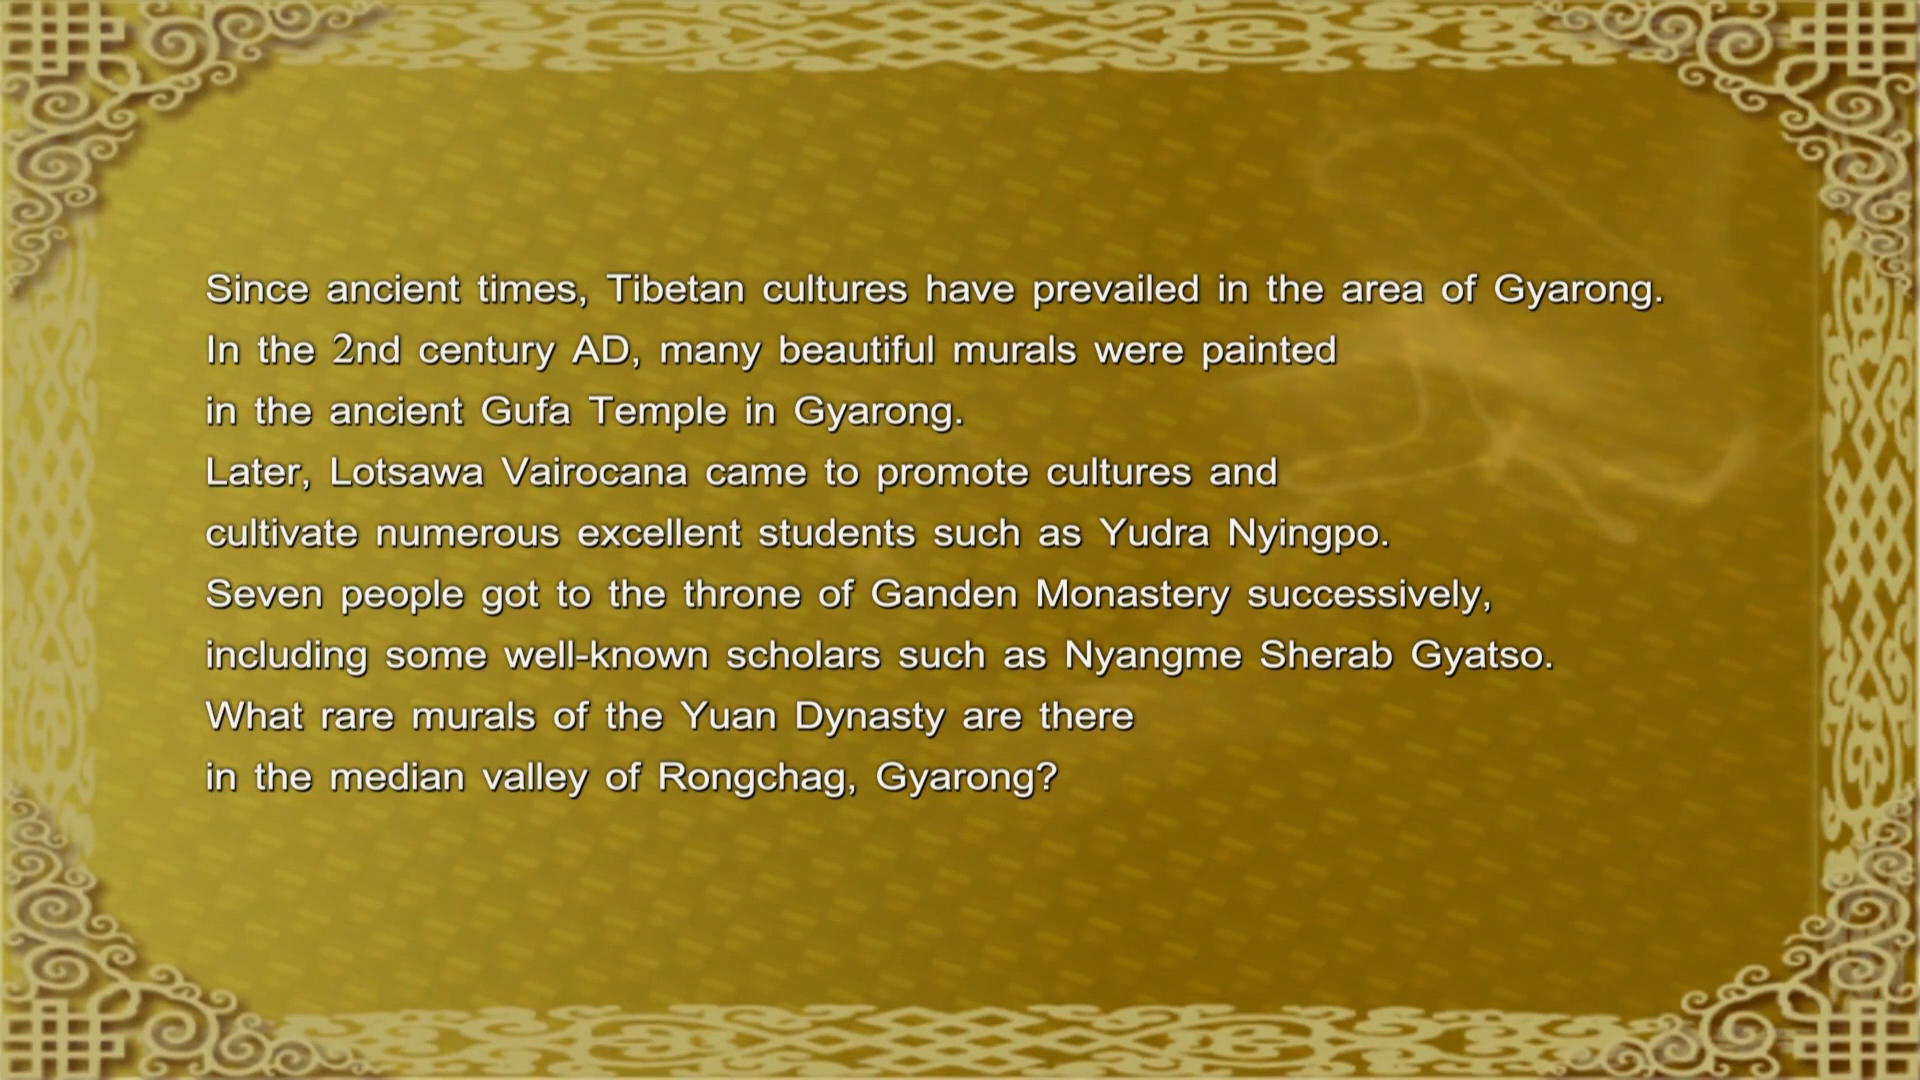 Since ancient times, Tibetan cultures have prevailed in the area of Gyarong.
In the 2nd century AD, many beautiful murals were painted
in the ancient Gufa Temple in Gyarong.
Later, Lotsawa Vairocana came to promote cultures and
cultivate numerous excellent students such as Yudra Nyingpo.
Seven people got to the throne of Ganden Monastery successively,
including some well-known scholars such as Nyangme Sherab Gyatso.
What rare murals of the Yuan Dynasty are there
in the median valley of Rongchag, Gyarong?